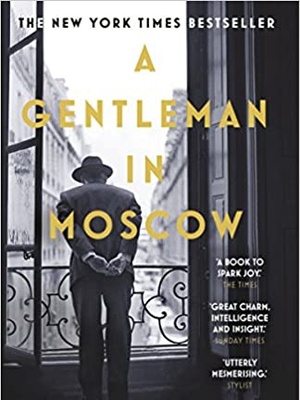 THE NEW YORK TIMES BESTSELLER
A
GENTLEMAN
IN
MOSCOW
'A BOOK TO
SPARK JOY.'
THE TIMES
'GREAT CHARM,
INTELLIGENCE
AND INSIGHT.'
SUNDAY TIMES
'UTTERLY
MESMERISING.'
STYLIST